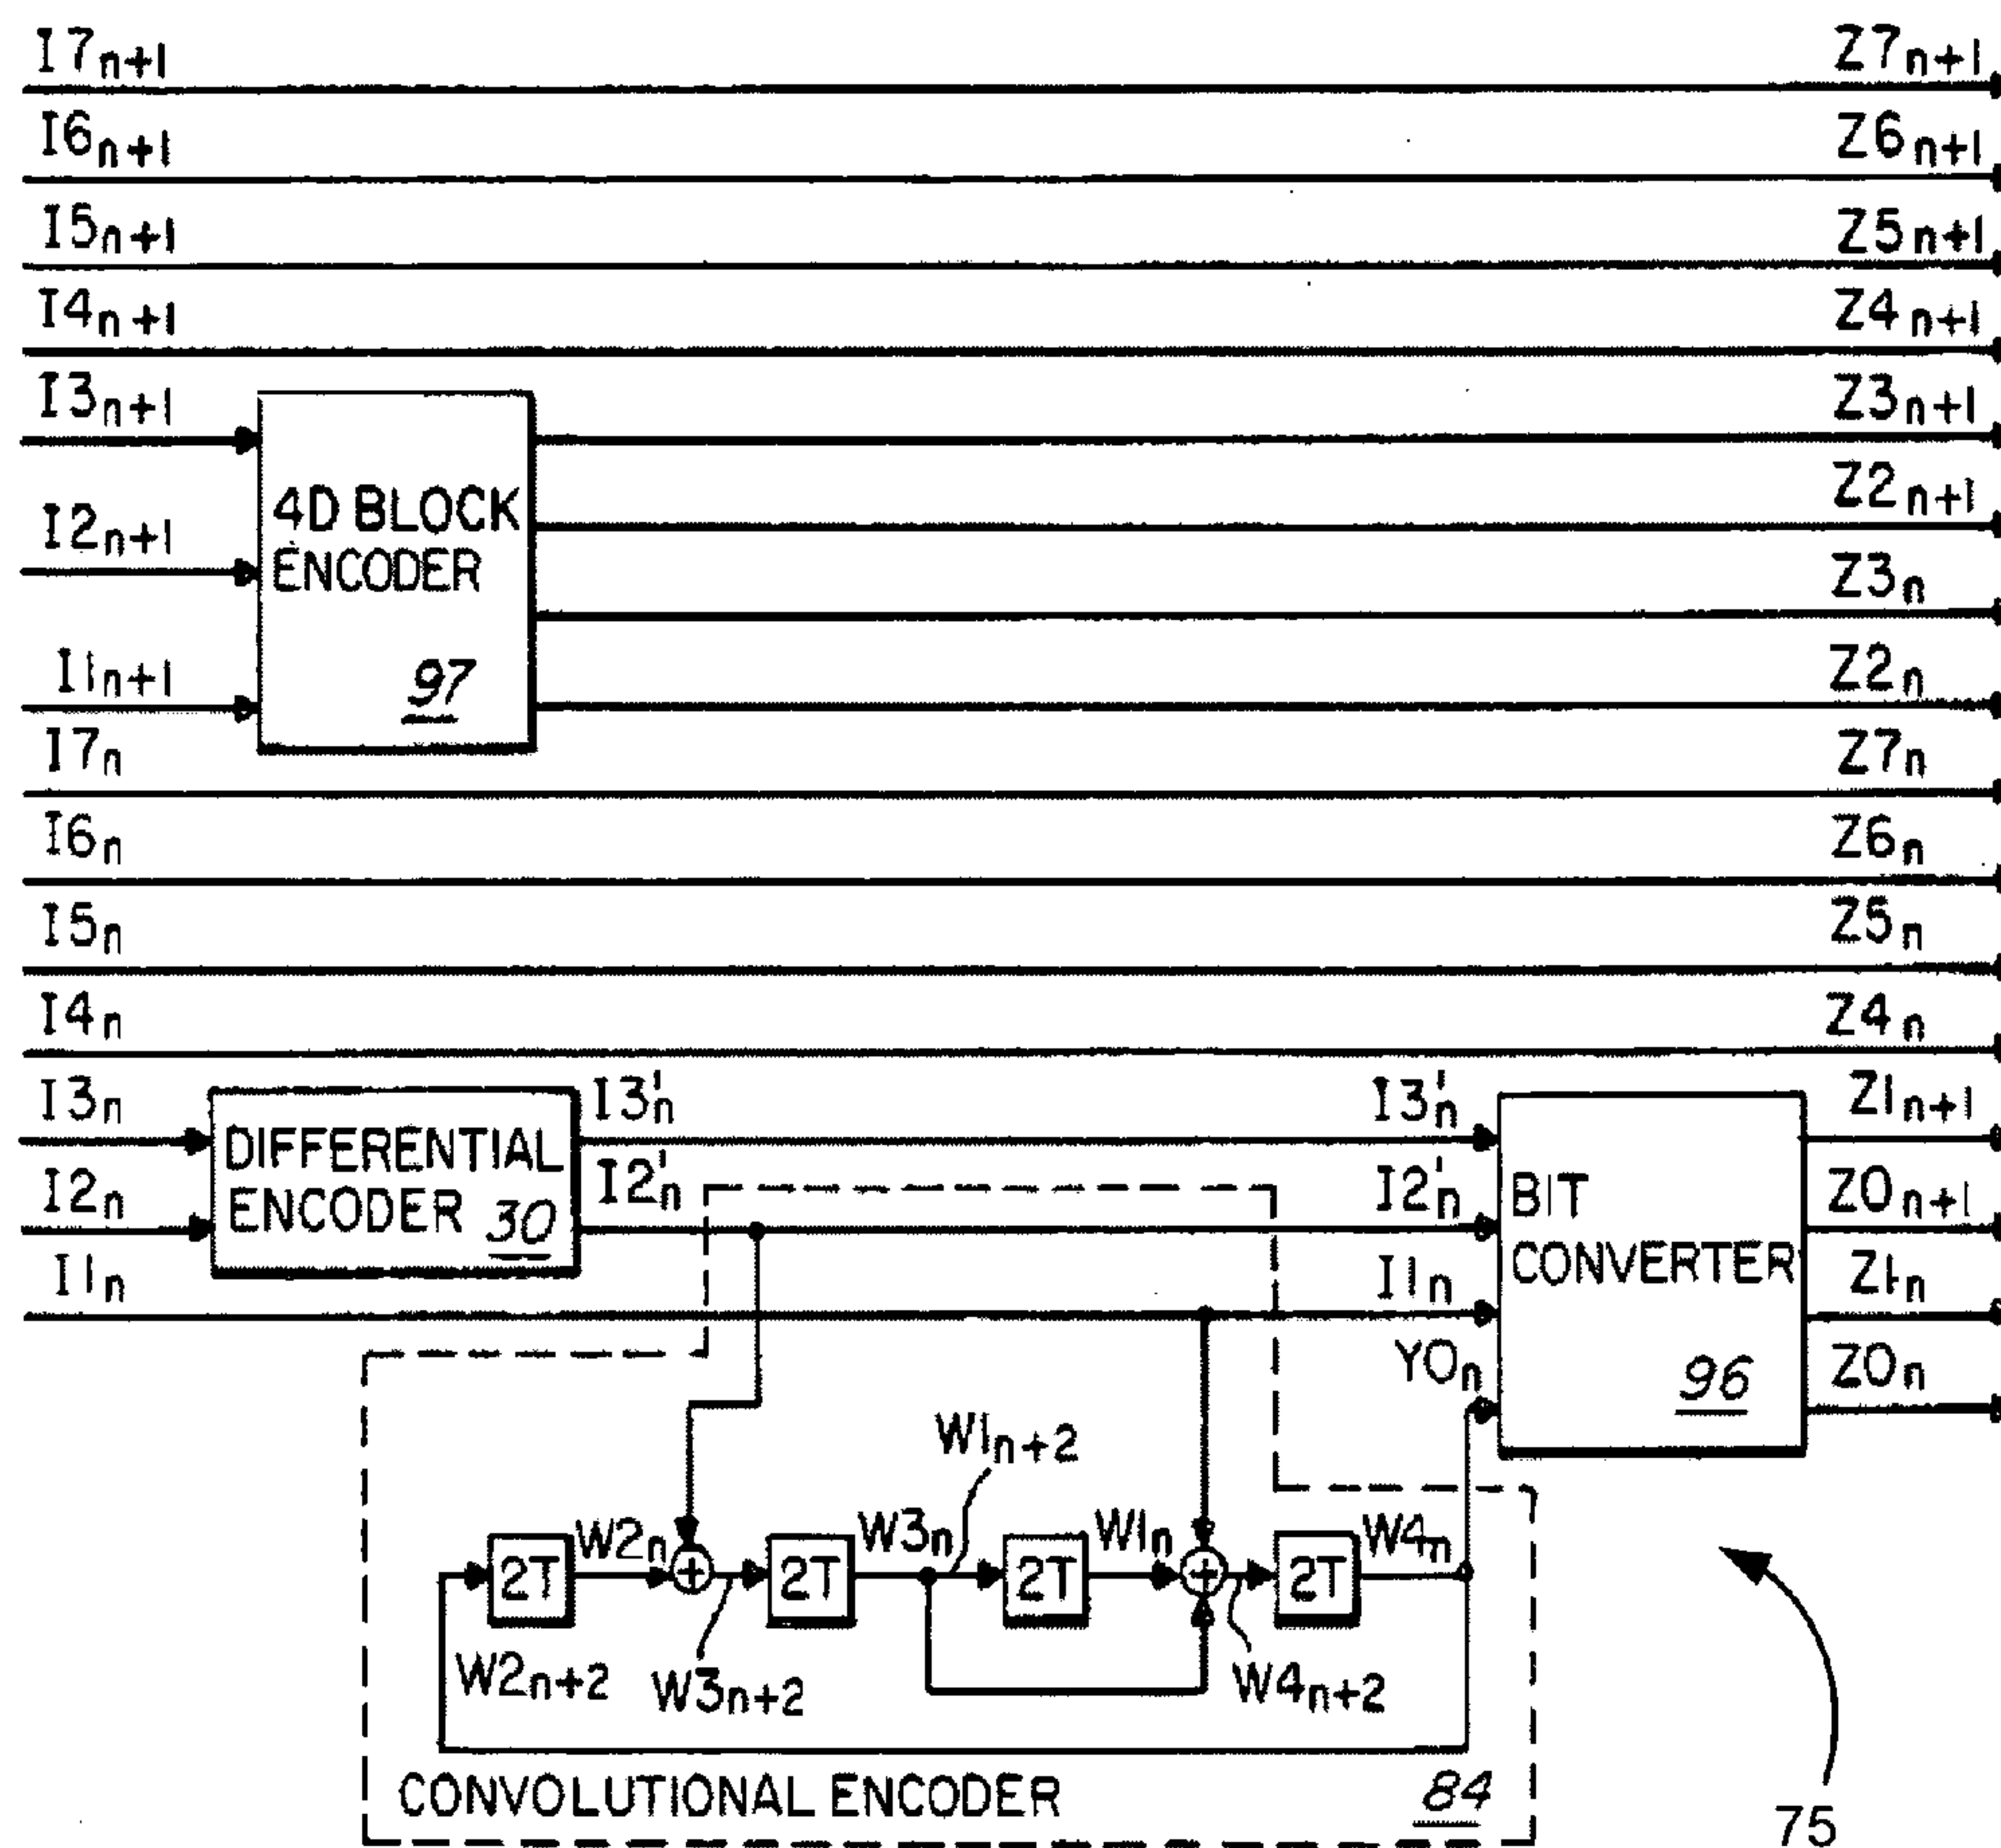 I7n+1 Z7n+1
I6n+1 Z6n+1
I5n+1 Z5n+1
I4n+1 Z4n+1
I3n+1 Z3n+1
I2n+1 4D BLOCK Z2n+1
ENCODER Z3n
I1n+1 97 Z2n
I7n Z7n
I6n Z6n
I5n Z5n
I4n Z4n
I3n I3'n I3'n Z1n+1
DIFFERENTIAL
I2n ENCODER 30 I2'n I2'n BIT Z0n+1
CONVERTER
I1n I1n Z1n
Y0n 96 Z0n
W1n+2
2T W2n + 2T W3n 2T W1n + 2T W4n
W2n+2 W3n+2 W4n+2
CONVOLUTIONAL ENCODER 84
75